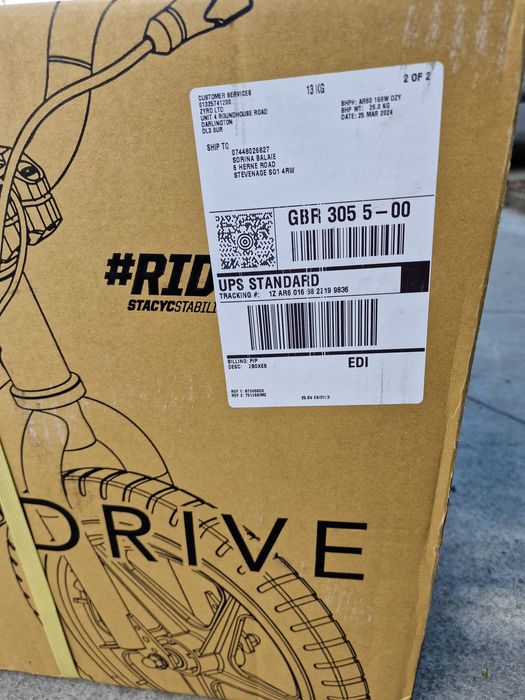 13 KG
2 OF 2
CUSTOMER SERVICES
01325741200
ZYRO LTD
UNIT 4 ROUNDHOUSE ROAD
DARLINGTON
DL3 0UR
SHP#: AR60 169W DZY
SHP WT: 26.0 KG
DATE: 25 MAR 2024
SHIP TO
07448026827
SORINA BALAIE
6 HERNE ROAD
STEVENAGE SG1 4RW
GBR 305 5-00
UPS STANDARD
TRACKING #: 1Z AR6 016 68 2219 9836
BILLING: P/P
DESC: 2BOXES
EDI
#RID
STACYCSTABILI
DRIVE